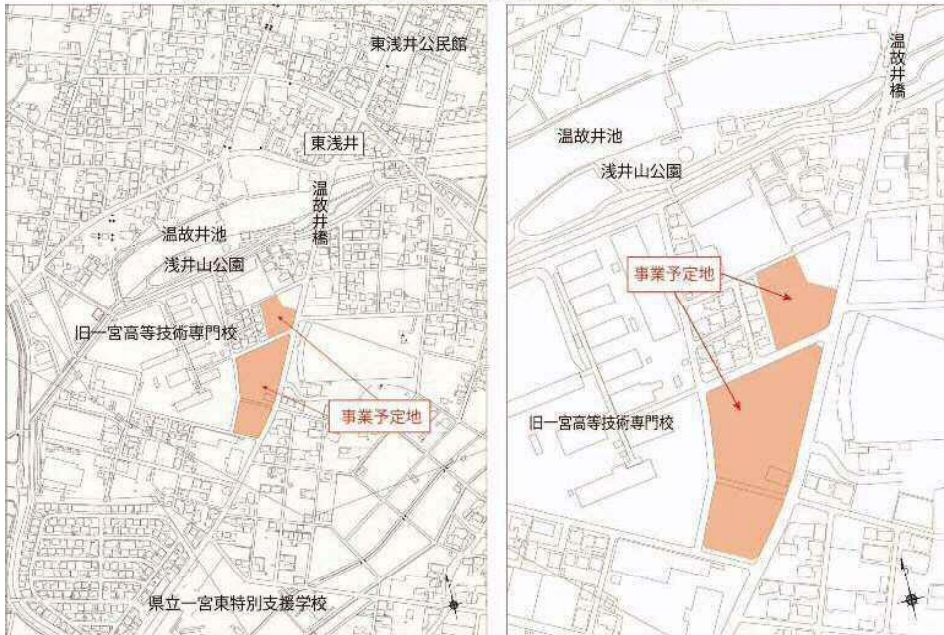 東浅井公民館
東浅井
温故井橋
温故井池
浅井山公園
旧一宮高等技術専門校
事業予定地
県立一宮東特別支援学校
温故井橋
温故井池
浅井山公園
事業予定地
旧一宮高等技術専門校